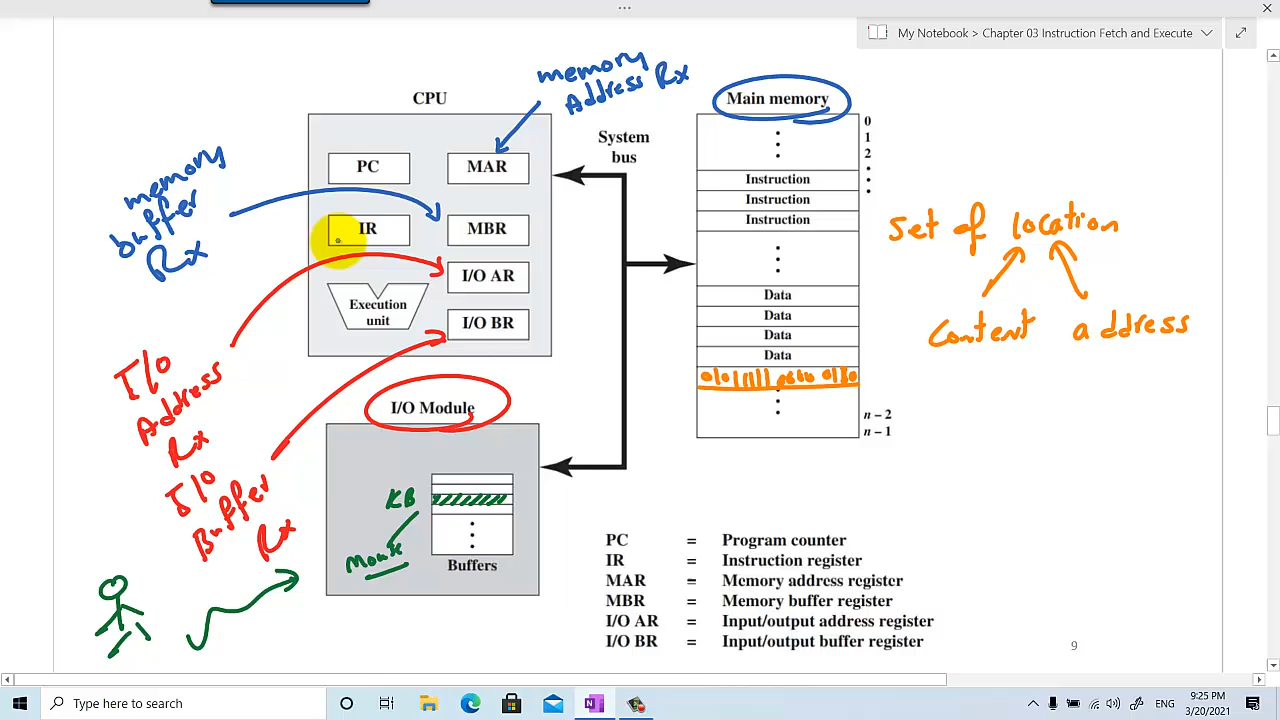 My Notebook > Chapter 03 Instruction Fetch and Execute
memory
Address Rx
CPU
Main memory
System
bus
0
1
2
PC
MAR
IR
MBR
I/O AR
I/O BR
Execution
unit
Instruction
Instruction
Instruction
Data
Data
Data
Data
n – 2
n – 1
memory
buffer
Rx
Set of location
Content address
I/O
Address
Rx
I/O
Buffer
Rx
I/O Module
KB
Mouse
Buffers
PC = Program counter
IR = Instruction register
MAR = Memory address register
MBR = Memory buffer register
I/O AR = Input/output address register
I/O BR = Input/output buffer register
9
Type here to search
ENG
9:25 PM
3/20/2021